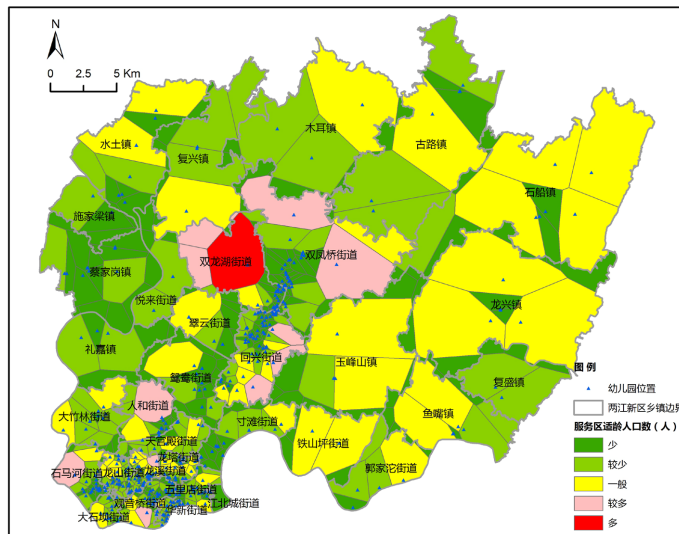 N
0 2.5 5 Km
木耳镇
古路镇
水土镇
复兴镇
石船镇
施家梁镇
双龙湖街道
双凤桥街道
蔡家岗镇
悦来街道
龙兴镇
翠云街道
礼嘉镇
回兴街道
玉峰山镇
鸳鸯街道
复盛镇
人和街道
鱼嘴镇
大竹林街道
寸滩街道
天宫殿街道
铁山坪街道
龙塔街道
郭家沱街道
石马河街道
龙山街道
龙溪街道
五里店街道
观音桥街道
江北城街道
华新街道
大石坝街道
图 例
幼儿园位置
两江新区乡镇边界
服务区适龄人口数（人）
少
较少
一般
较多
多